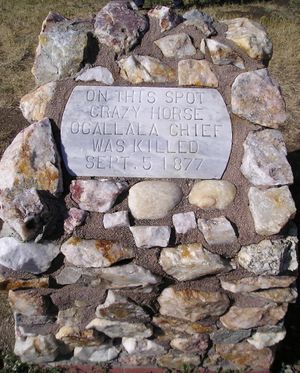 ON THIS SPOT
CRAZY HORSE
OGALLALA CHIEF
WAS KILLED
SEPT. 5 1877